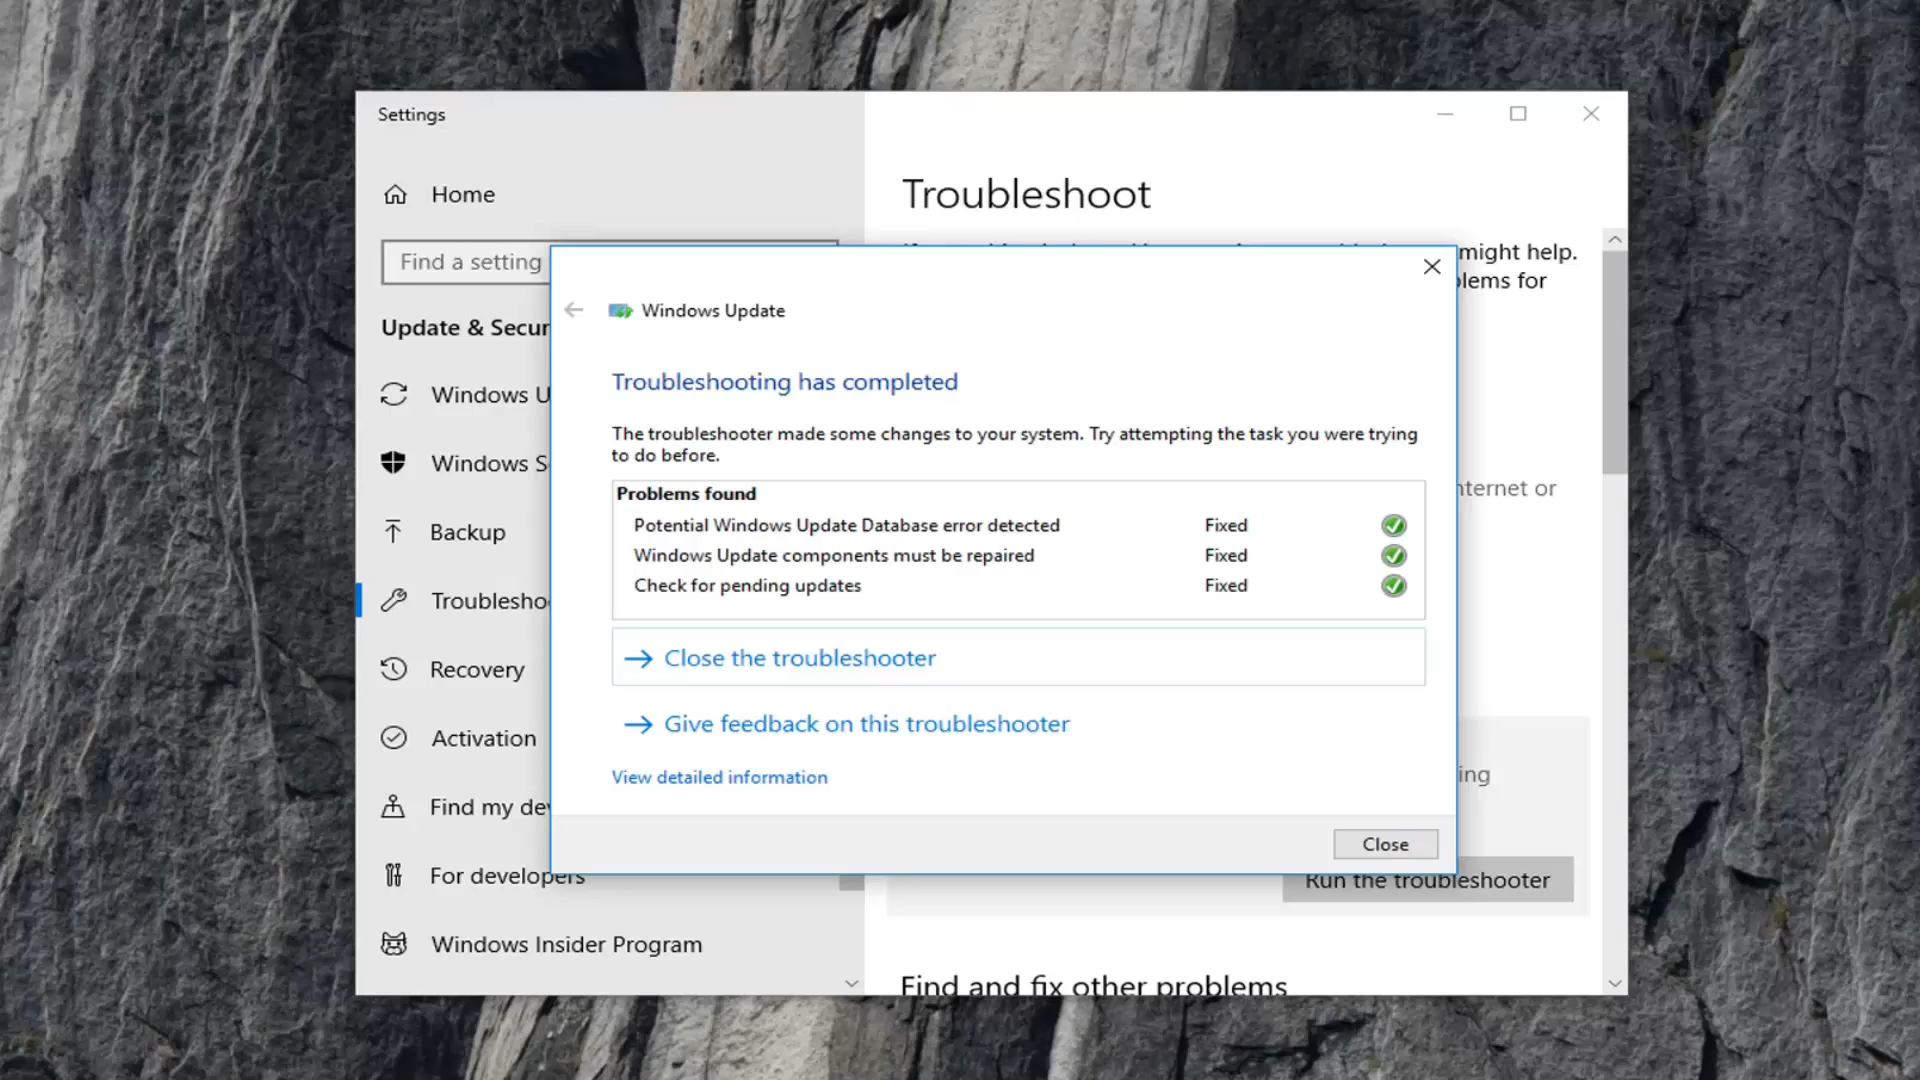 Settings
Home
Find a setting
Update & Secur
Windows U
Windows S
Backup
Troublesho
Recovery
Activation
Find my de
For developers
Windows Insider Program
Troubleshoot
might help.
lems for
nternet or
ing
Run the troubleshooter
Find and fix other problems
Windows Update
Troubleshooting has completed
The troubleshooter made some changes to your system. Try attempting the task you were trying
to do before.
Problems found
Potential Windows Update Database error detected Fixed
Windows Update components must be repaired Fixed
Check for pending updates Fixed
Close the troubleshooter
Give feedback on this troubleshooter
View detailed information
Close